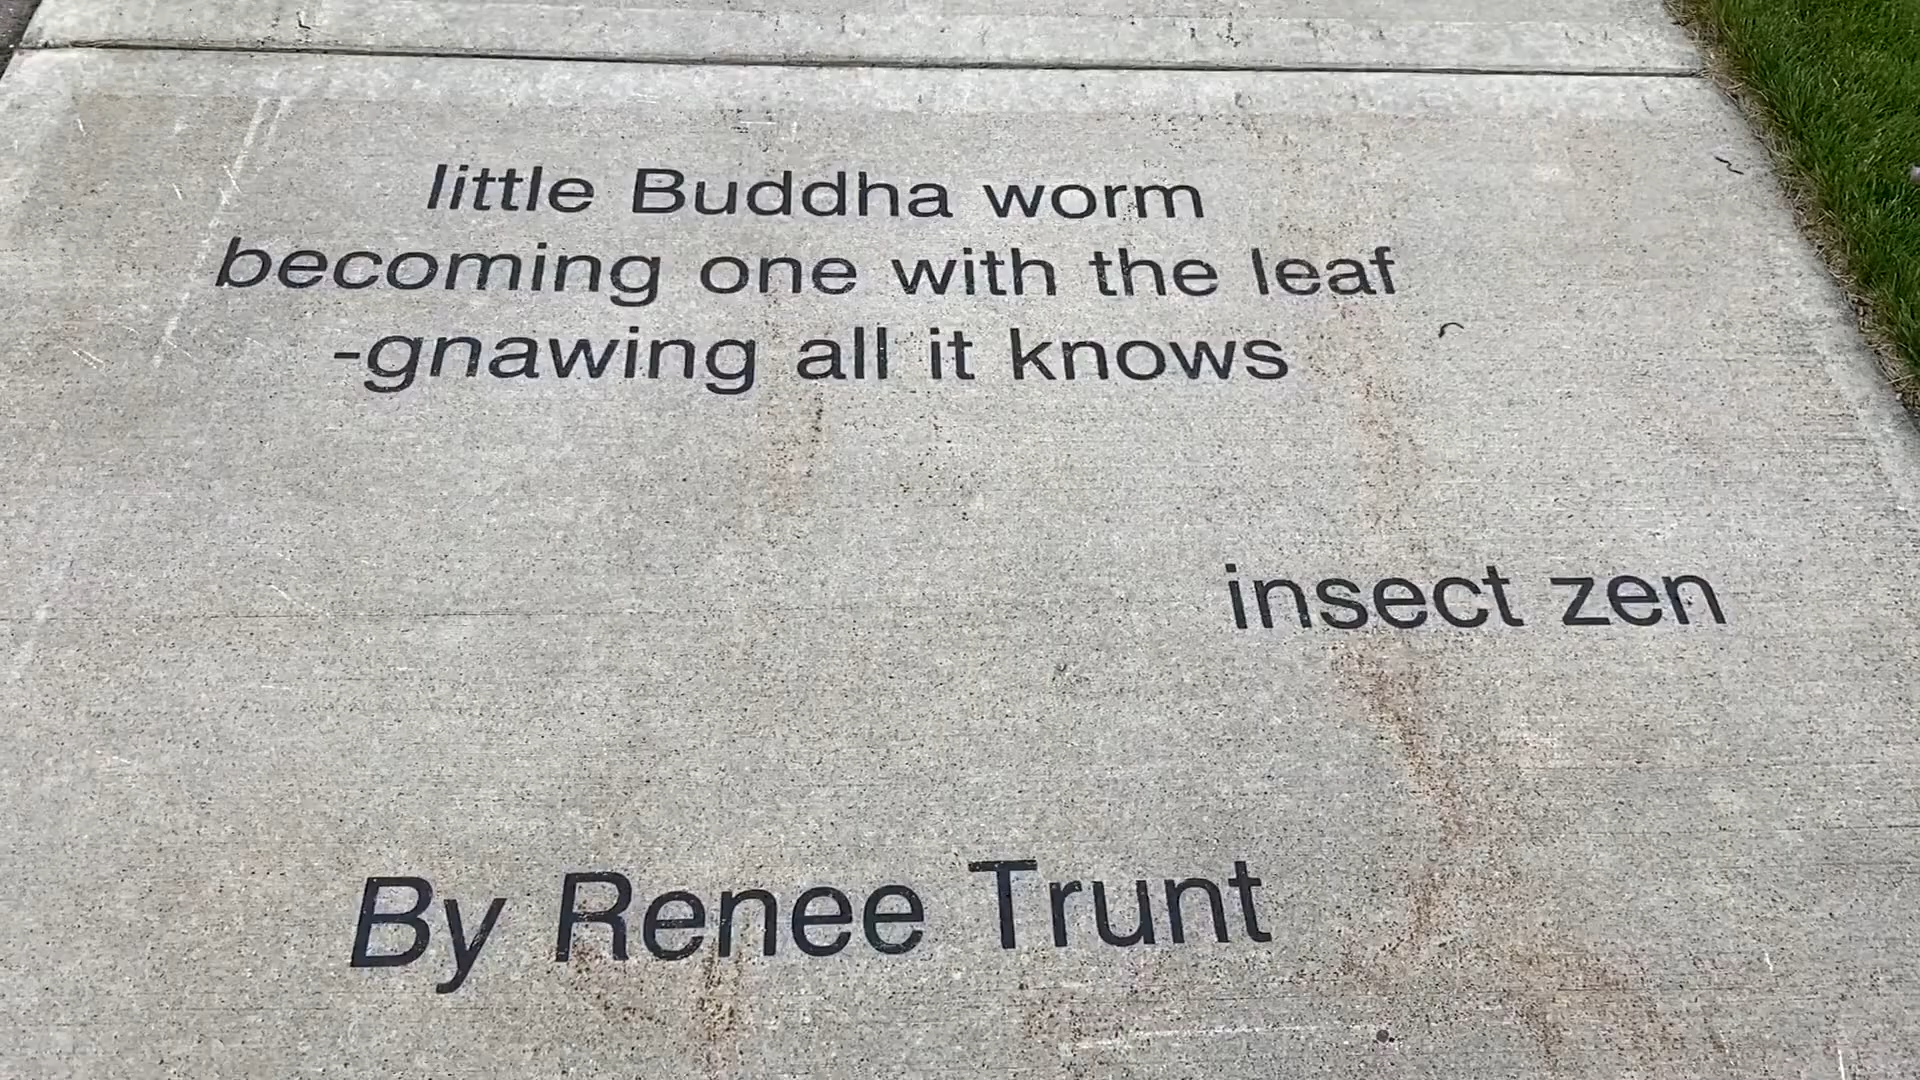 little Buddha worm
becoming one with the leaf
-gnawing all it knows
insect zen
By Renee Trunt